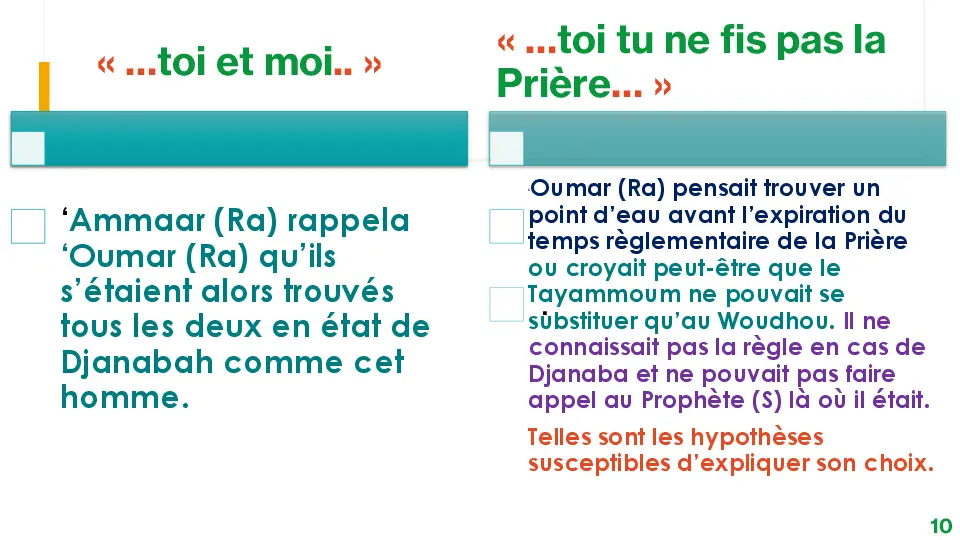 « …toi et moi.. »
‘Ammaar (Ra) rappela
‘Oumar (Ra) qu’ils
s’étaient alors trouvés
tous les deux en état de
Djanabah comme cet
homme.
« …toi tu ne fis pas la
Prière… »
‘Oumar (Ra) pensait trouver un
point d’eau avant l’expiration du
temps règlementaire de la Prière
ou croyait peut-être que le
Tayammoum ne pouvait se
substituer qu’au Woudhou. Il ne
connaissait pas la règle en cas de
Djanaba et ne pouvait pas faire
appel au Prophète (S) là où il était.
Telles sont les hypothèses
susceptibles d’expliquer son choix.
10